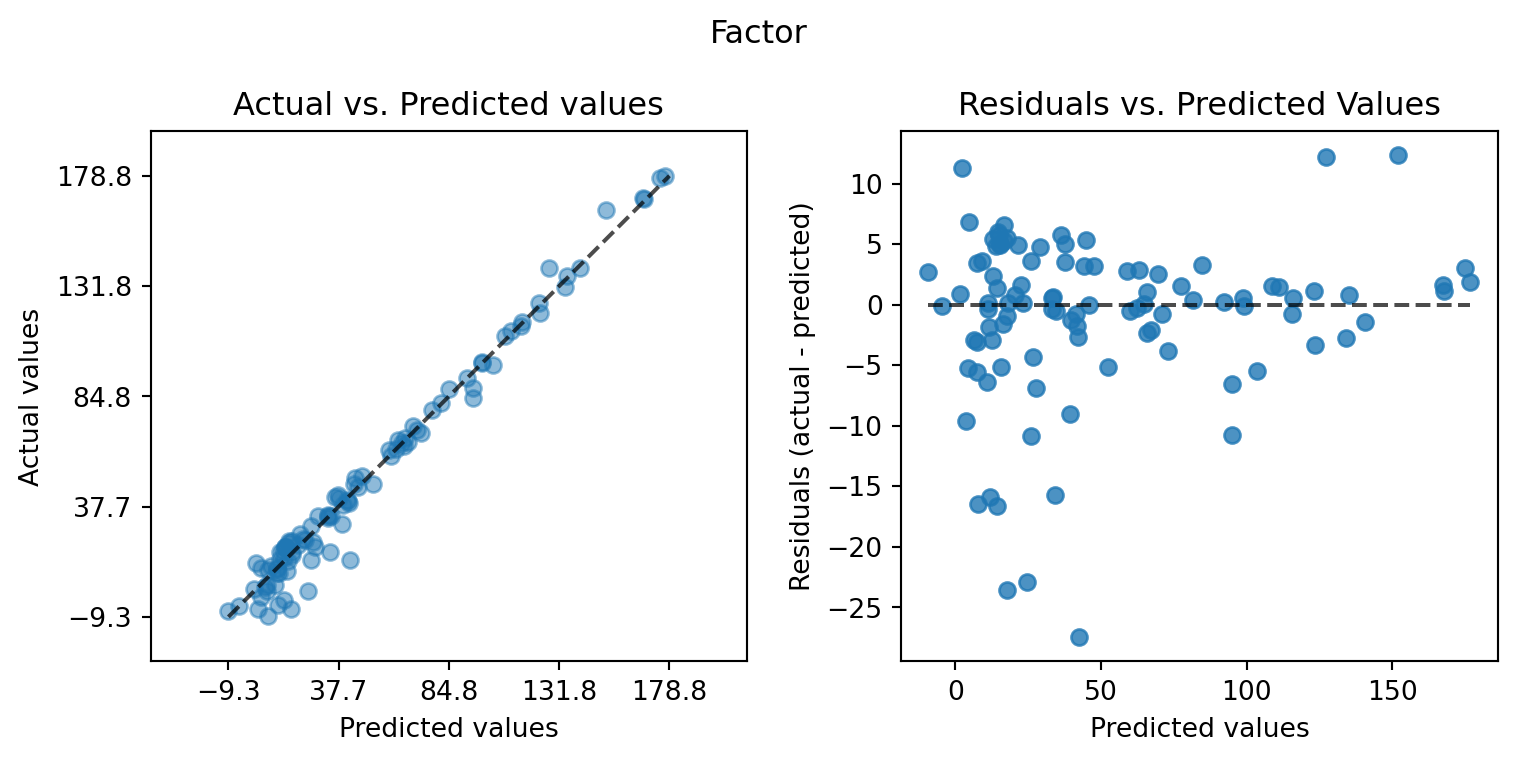 Factor
Actual vs. Predicted values
Actual values
178.8
131.8
84.8
37.7
−9.3
−9.3 37.7 84.8 131.8 178.8
Predicted values
Residuals vs. Predicted Values
Residuals (actual - predicted)
10
5
0
−5
−10
−15
−20
−25
0 50 100 150
Predicted values